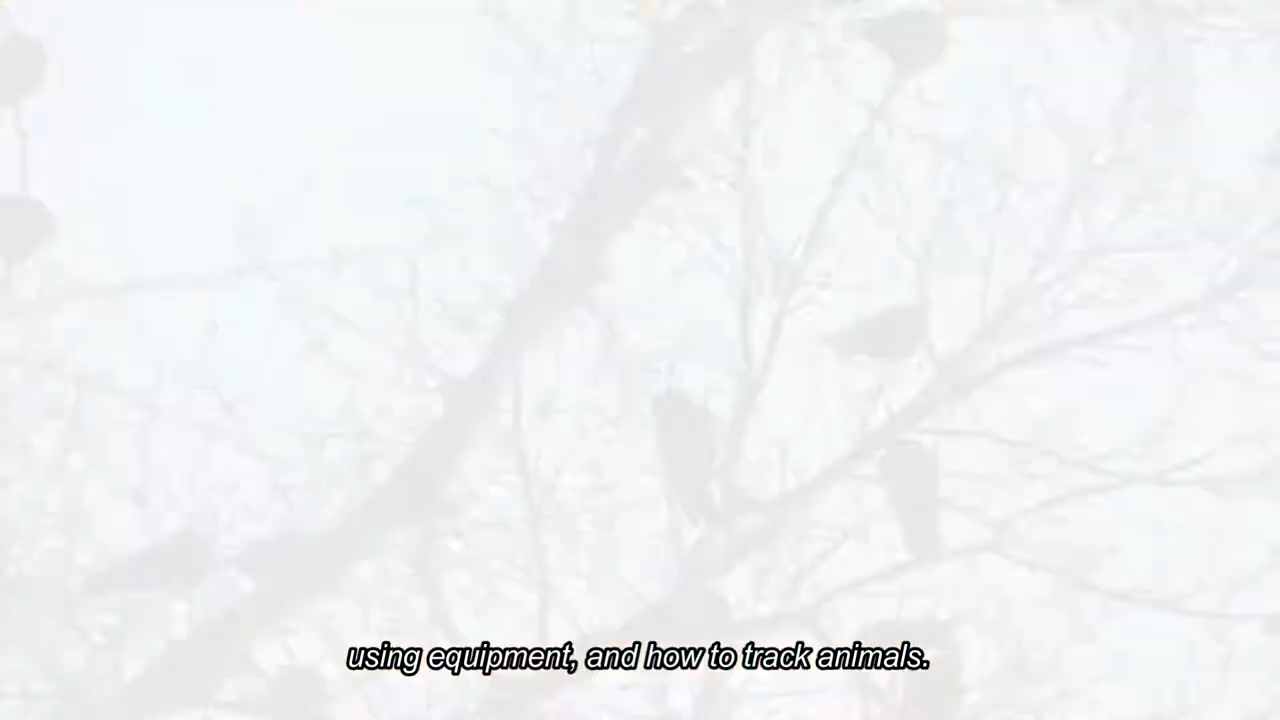 using equipment, and how to track animals.